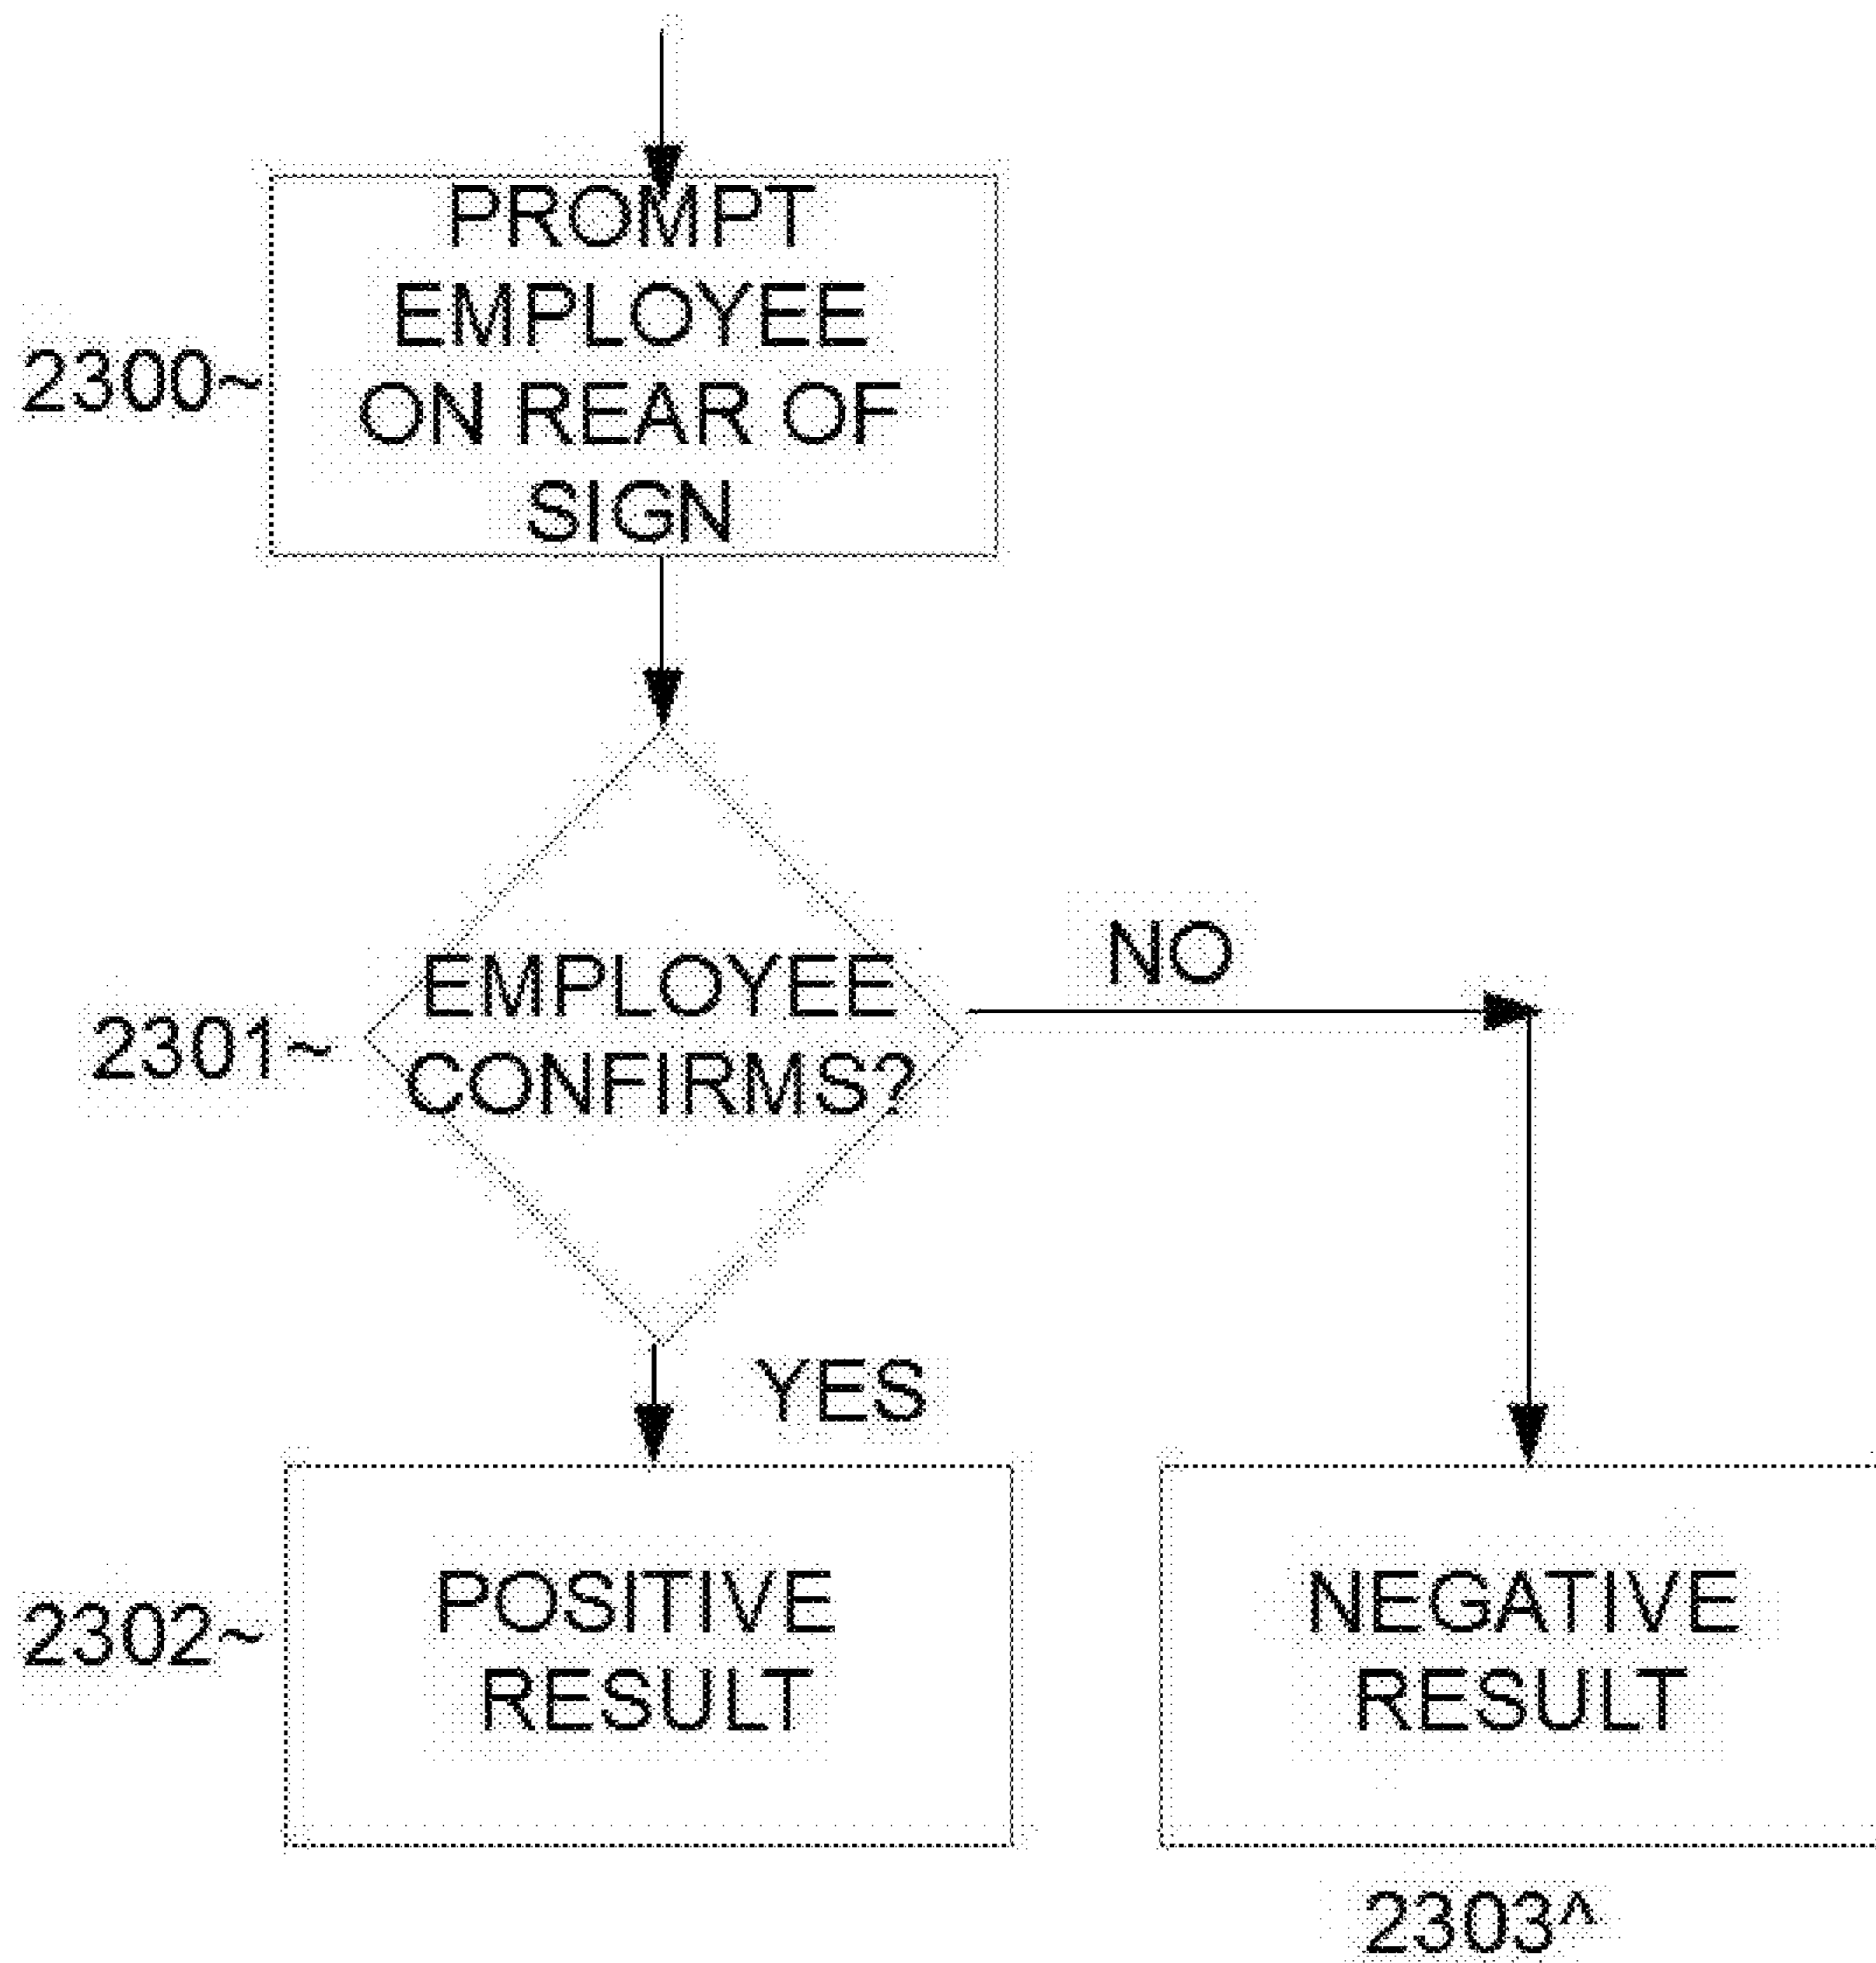 PROMPT
EMPLOYEE
ON REAR OF
SIGN
2300~
EMPLOYEE
CONFIRMS?
2301~
NO
YES
POSITIVE
RESULT
2302~
NEGATIVE
RESULT
2303^